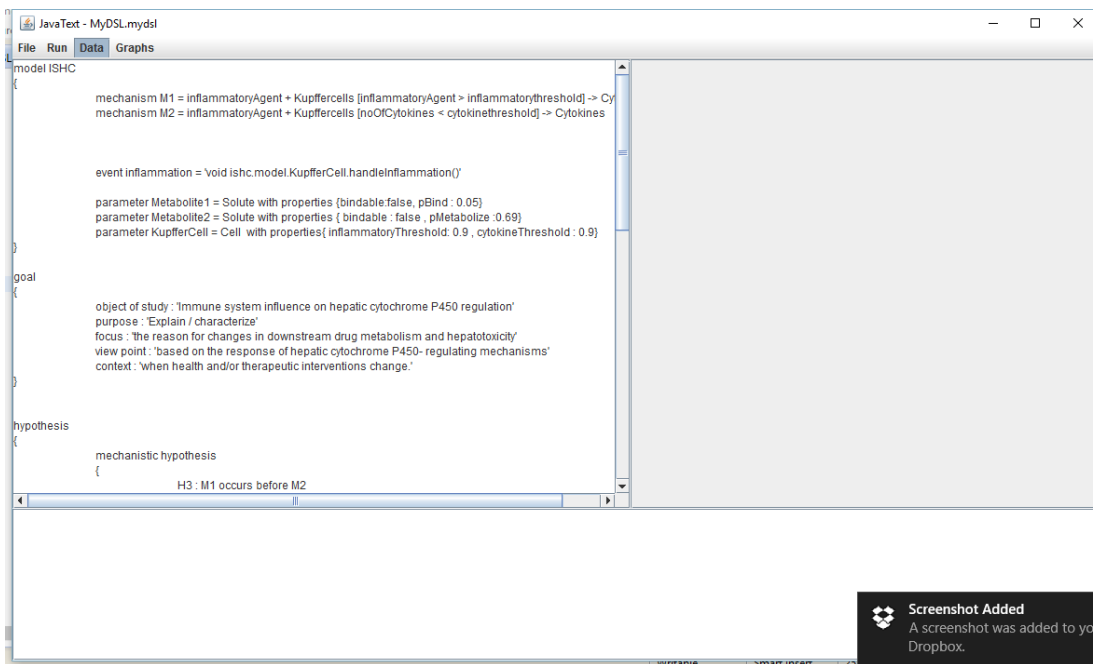 JavaText - MyDSL.mydsl
File Run Data Graphs
model ISHC
{
mechanism M1 = inflammatoryAgent + Kupffercells [inflammatoryAgent > inflammatorythreshold] -> Cy
mechanism M2 = inflammatoryAgent + Kupffercells [noOfCytokines < cytokinethreshold] -> Cytokines
event inflammation = 'void ishc.model.KupfferCell.handleInflammation()'
parameter Metabolite1 = Solute with properties {bindable:false, pBind : 0.05}
parameter Metabolite2 = Solute with properties { bindable : false , pMetabolize :0.69}
parameter KupfferCell = Cell with properties{ inflammatoryThreshold: 0.9 , cytokineThreshold : 0.9}
}
goal
{
object of study : 'Immune system influence on hepatic cytochrome P450 regulation'
purpose : 'Explain / characterize'
focus : 'the reason for changes in downstream drug metabolism and hepatotoxicity'
view point : 'based on the response of hepatic cytochrome P450- regulating mechanisms'
context : 'when health and/or therapeutic interventions change.'
}
hypothesis
{
mechanistic hypothesis
{
H3 : M1 occurs before M2
Screenshot Added
A screenshot was added to yo
Dropbox.